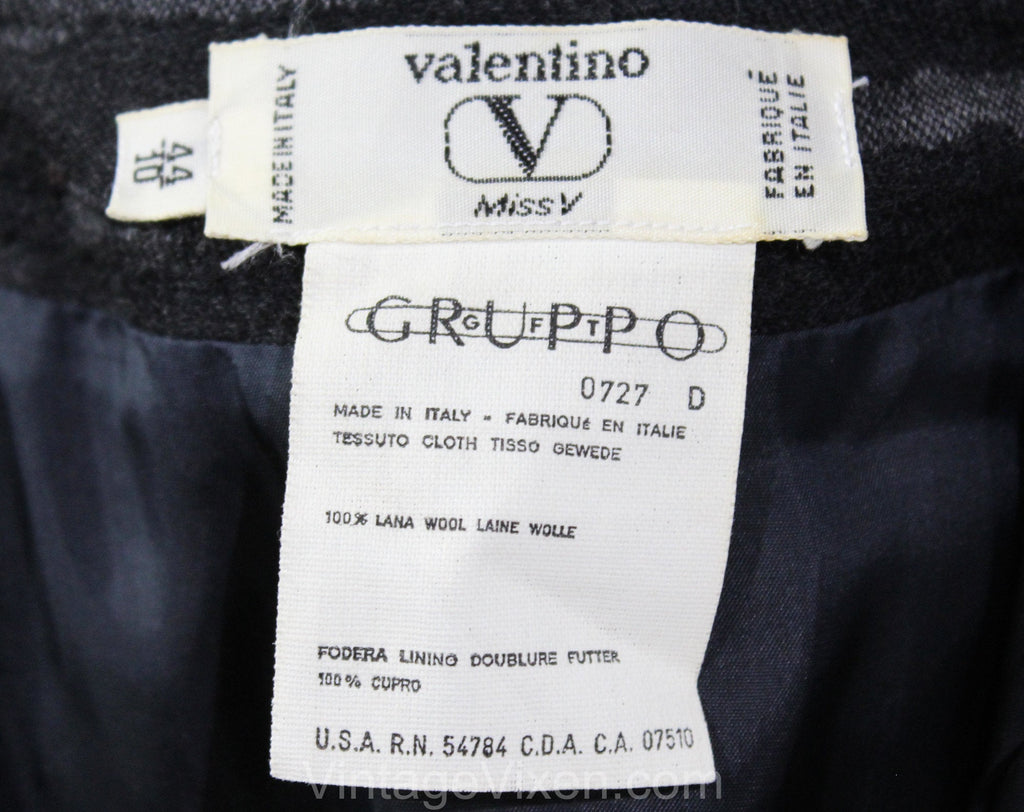 valentino
V
Miss V
MADE IN ITALY
FABRIQUÉ
EN ITALIE
44
10
GRUPPO
GFT
0727 D
MADE IN ITALY - FABRIQUÉ EN ITALIE
TESSUTO CLOTH TISSO GEWEDE
100% LANA WOOL LAINE WOLLE
FODERA LINING DOUBLURE FUTTER
100% CUPRO
U.S.A. R.N. 54784 C.D.A. C.A. 07510
VintageVixen.com